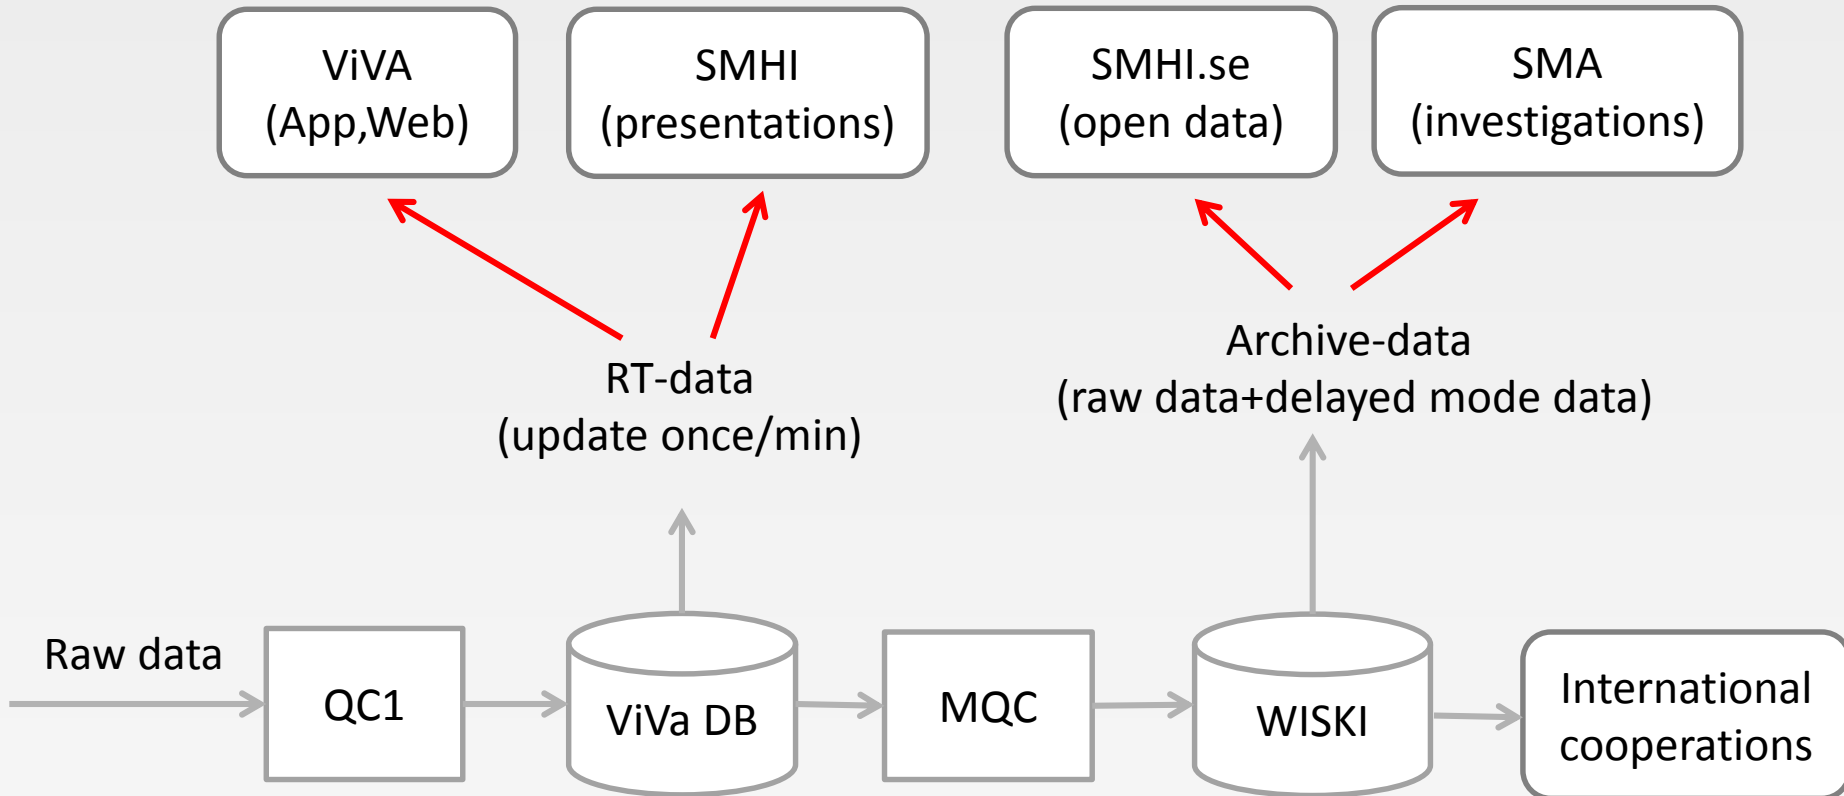 ViVA
(App,Web)
SMHI
(presentations)
SMHI.se
(open data)
SMA
(investigations)
RT-data
(update once/min)
Archive-data
(raw data+delayed mode data)
Raw data
QC1
ViVa DB
MQC
WISKI
International
cooperations